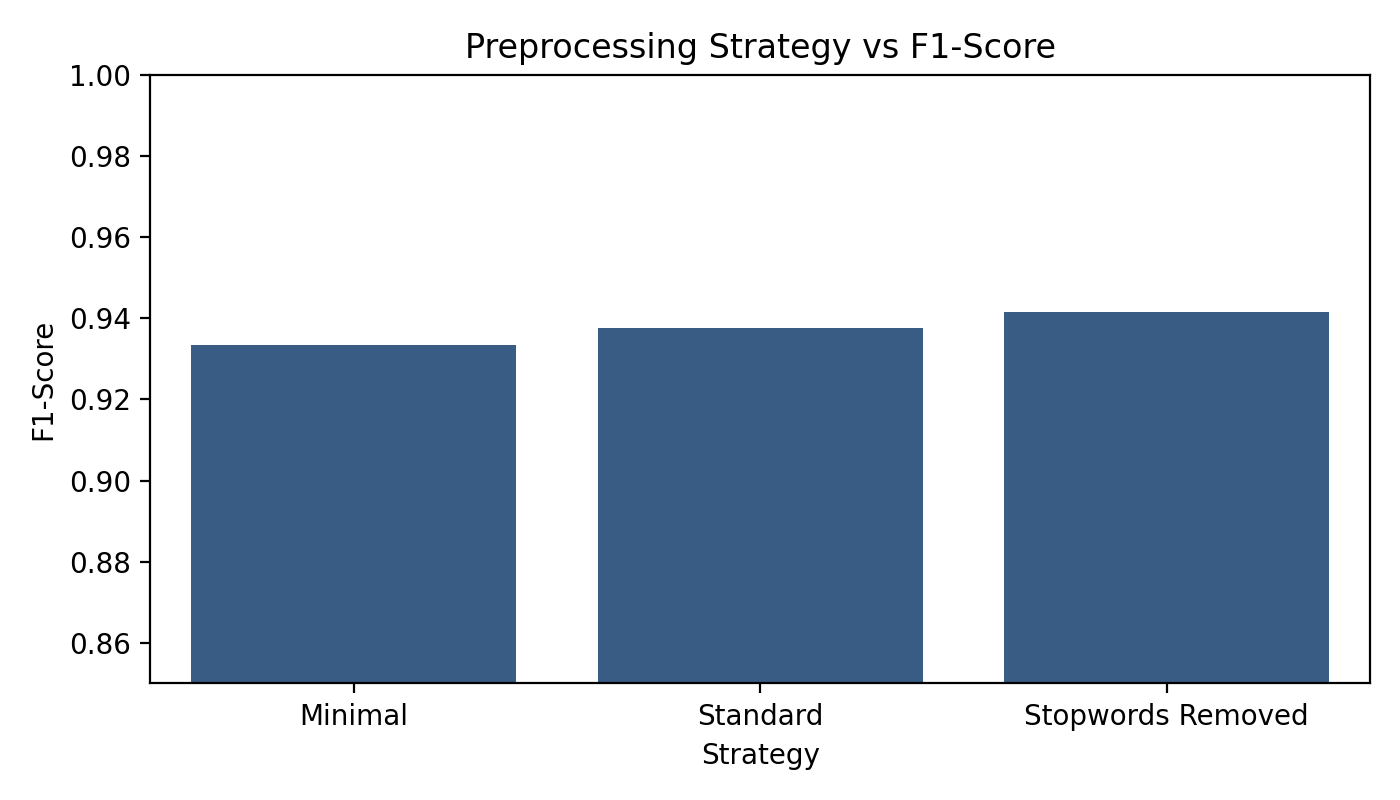 Preprocessing Strategy vs F1-Score
1.00
0.98
0.96
0.94
0.92
0.90
0.88
0.86
F1-Score
Minimal
Standard
Stopwords Removed
Strategy